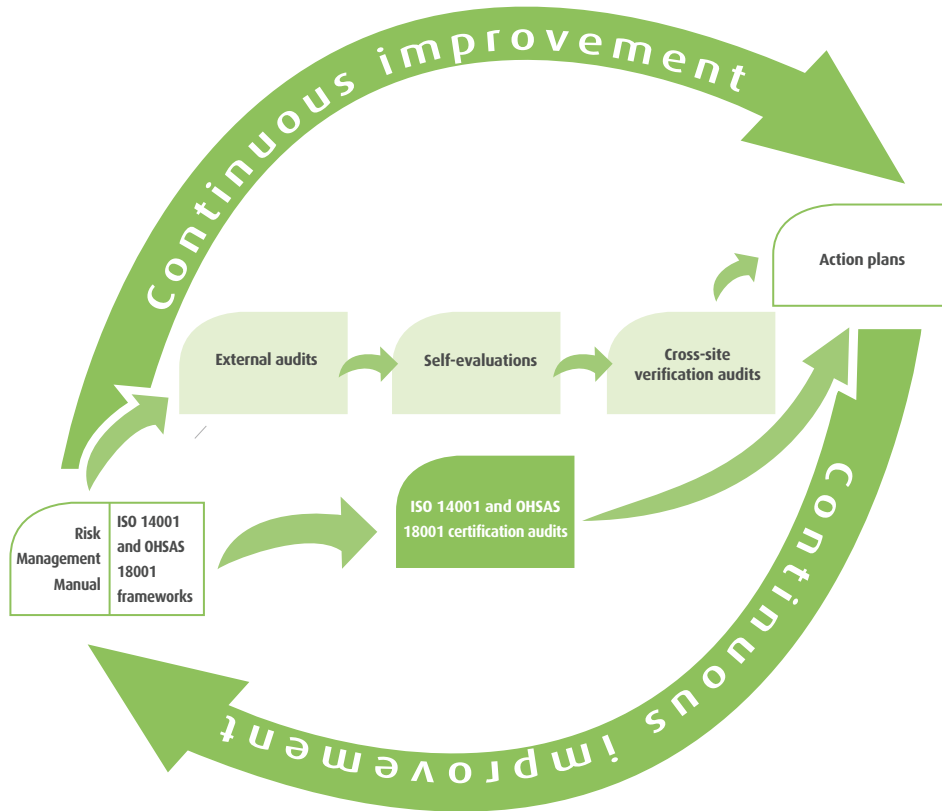 Continuous improvement
Action plans
External audits
Self-evaluations
Cross-site
verification audits
ISO 14001 and OHSAS
18001 certification audits
Risk
Management
Manual
ISO 14001
and OHSAS
18001
frameworks
Continuous improvement